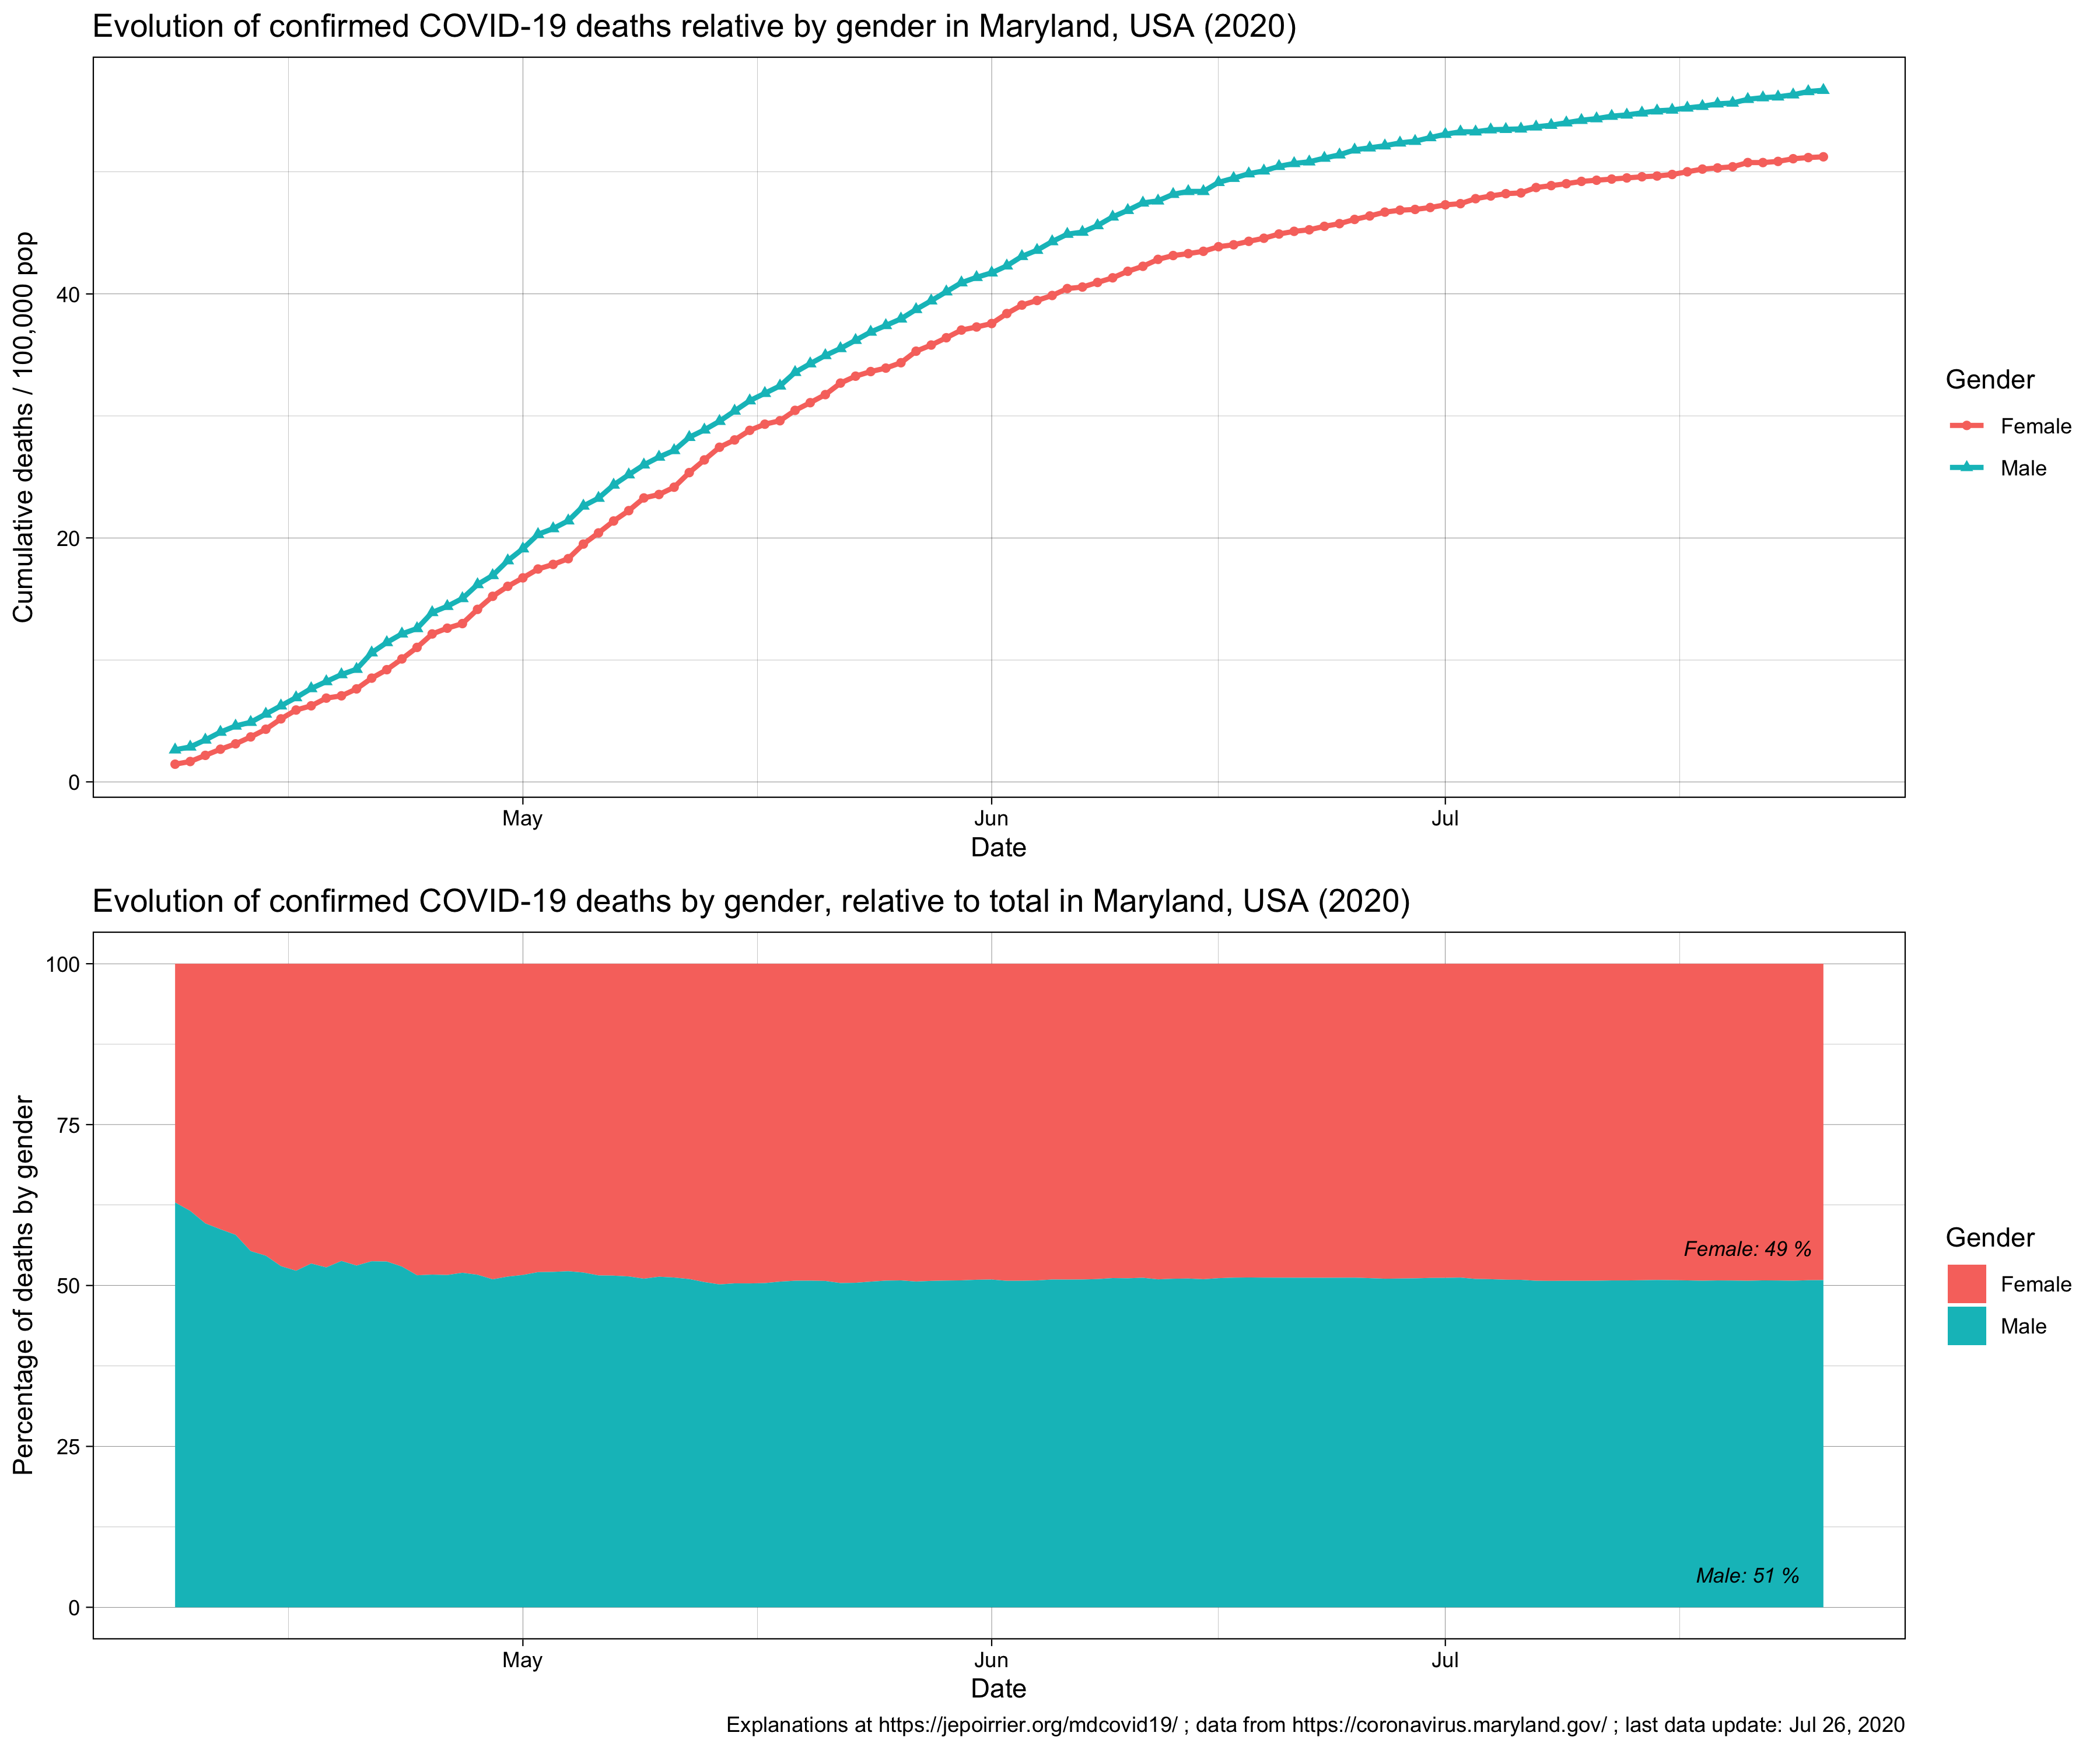 Evolution of confirmed COVID-19 deaths relative by gender in Maryland, USA (2020)
Cumulative deaths / 100,000 pop
40
20
0
May
Jun
Jul
Date
Gender
Female
Male
Evolution of confirmed COVID-19 deaths by gender, relative to total in Maryland, USA (2020)
Percentage of deaths by gender
100
75
50
25
0
Female: 49 %
Male: 51 %
May
Jun
Jul
Date
Gender
Female
Male
Explanations at https://jepoirrier.org/mdcovid19/ ; data from https://coronavirus.maryland.gov/ ; last data update: Jul 26, 2020